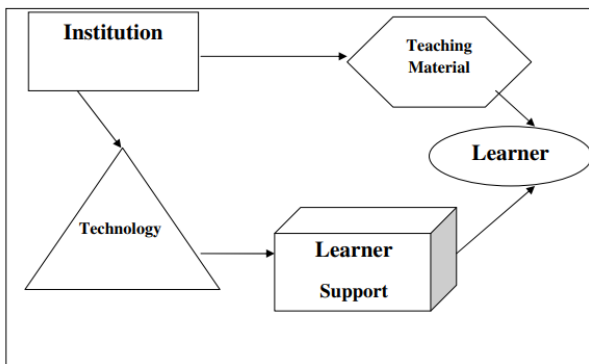 Institution
Teaching
Material
Learner
Technology
Learner
Support